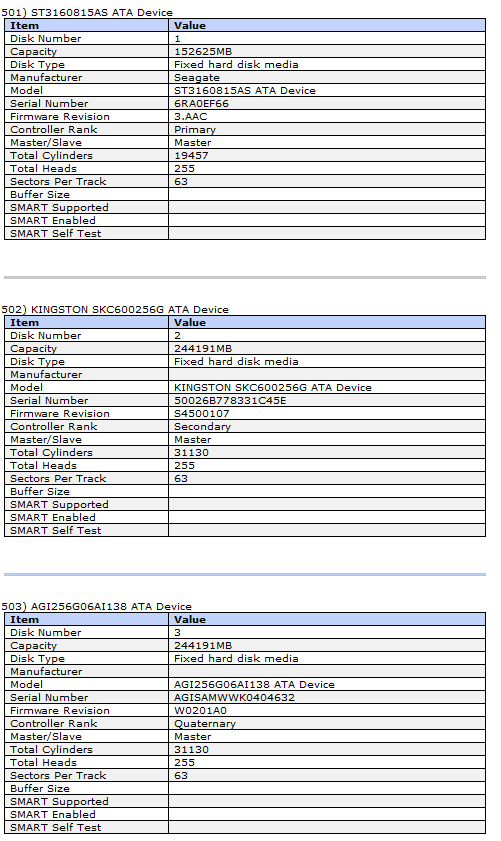 501) ST3160815AS ATA Device
Item Value
Disk Number 1
Capacity 152625MB
Disk Type Fixed hard disk media
Manufacturer Seagate
Model ST3160815AS ATA Device
Serial Number 6RA0EF66
Firmware Revision 3.AAC
Controller Rank Primary
Master/Slave Master
Total Cylinders 19457
Total Heads 255
Sectors Per Track 63
Buffer Size
SMART Supported
SMART Enabled
SMART Self Test
502) KINGSTON SKC600256G ATA Device
Item Value
Disk Number 2
Capacity 244191MB
Disk Type Fixed hard disk media
Manufacturer
Model KINGSTON SKC600256G ATA Device
Serial Number 50026B778331C45E
Firmware Revision S4500107
Controller Rank Secondary
Master/Slave Master
Total Cylinders 31130
Total Heads 255
Sectors Per Track 63
Buffer Size
SMART Supported
SMART Enabled
SMART Self Test
503) AGI256G06AI138 ATA Device
Item Value
Disk Number 3
Capacity 244191MB
Disk Type Fixed hard disk media
Manufacturer
Model AGI256G06AI138 ATA Device
Serial Number AGISAMWWK0404632
Firmware Revision W0201A0
Controller Rank Quaternary
Master/Slave Master
Total Cylinders 31130
Total Heads 255
Sectors Per Track 63
Buffer Size
SMART Supported
SMART Enabled
SMART Self Test